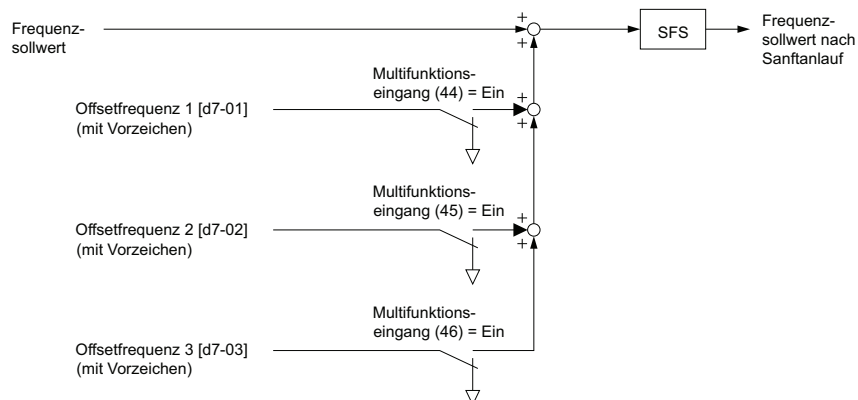 Frequenz-
sollwert
+
+
SFS
Frequenz-
sollwert nach
Sanftanlauf
Multifunktions-
eingang (44) = Ein
Offsetfrequenz 1 [d7-01]
(mit Vorzeichen)
+
+
Multifunktions-
eingang (45) = Ein
Offsetfrequenz 2 [d7-02]
(mit Vorzeichen)
+
+
Multifunktions-
eingang (46) = Ein
Offsetfrequenz 3 [d7-03]
(mit Vorzeichen)